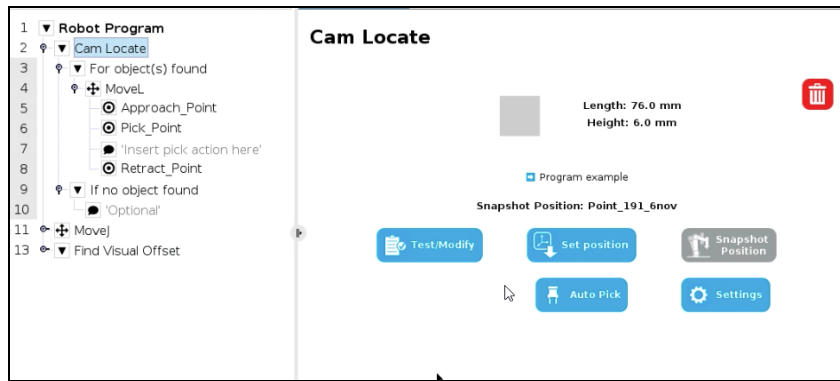 1 Robot Program
2 Cam Locate
3 For object(s) found
4 MoveL
5 Approach_Point
6 Pick_Point
7 'Insert pick action here'
8 Retract_Point
9 If no object found
10 'Optional'
11 MoveJ
13 Find Visual Offset
Cam Locate
Length: 76.0 mm
Height: 6.0 mm
Program example
Snapshot Position: Point_191_6nov
Test/Modify
Set position
Snapshot
Position
Auto Pick
Settings